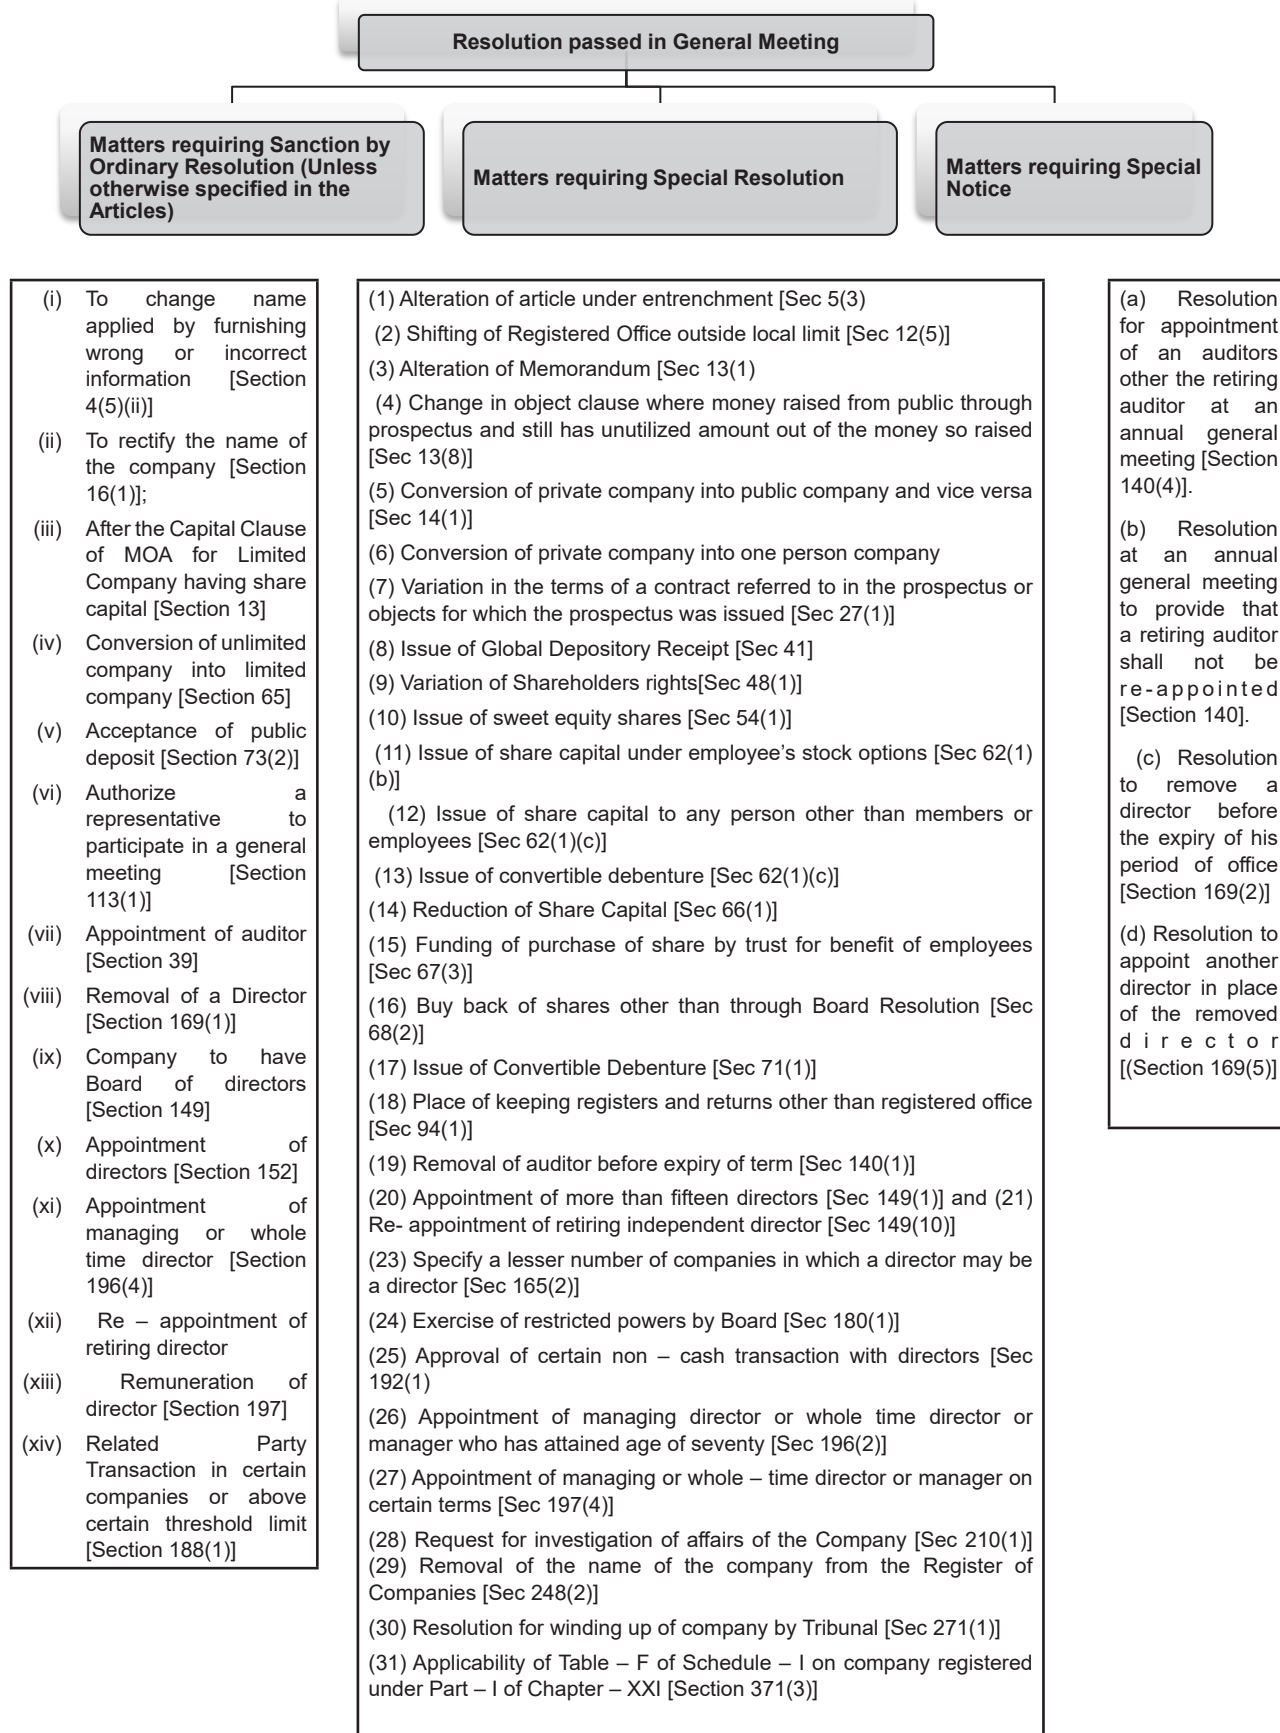 Resolution passed in General Meeting
Matters requiring Sanction by
Ordinary Resolution (Unless
otherwise specified in the
Articles)
Matters requiring Special Resolution
Matters requiring Special
Notice
(i) To change name
applied by furnishing
wrong or incorrect
information [Section
4(5)(ii)]
(ii) To rectify the name of
the company [Section
16(1)];
(iii) After the Capital Clause
of MOA for Limited
Company having share
capital [Section 13]
(iv) Conversion of unlimited
company into limited
company [Section 65]
(v) Acceptance of public
deposit [Section 73(2)]
(vi) Authorize a
representative to
participate in a general
meeting [Section
113(1)]
(vii) Appointment of auditor
[Section 39]
(viii) Removal of a Director
[Section 169(1)]
(ix) Company to have
Board of directors
[Section 149]
(x) Appointment of
directors [Section 152]
(xi) Appointment of
managing or whole
time director [Section
196(4)]
(xii) Re – appointment of
retiring director
(xiii) Remuneration of
director [Section 197]
(xiv) Related Party
Transaction in certain
companies or above
certain threshold limit
[Section 188(1)]
(1) Alteration of article under entrenchment [Sec 5(3)
(2) Shifting of Registered Office outside local limit [Sec 12(5)]
(3) Alteration of Memorandum [Sec 13(1)
(4) Change in object clause where money raised from public through
prospectus and still has unutilized amount out of the money so raised
[Sec 13(8)]
(5) Conversion of private company into public company and vice versa
[Sec 14(1)]
(6) Conversion of private company into one person company
(7) Variation in the terms of a contract referred to in the prospectus or
objects for which the prospectus was issued [Sec 27(1)]
(8) Issue of Global Depository Receipt [Sec 41]
(9) Variation of Shareholders rights[Sec 48(1)]
(10) Issue of sweet equity shares [Sec 54(1)]
(11) Issue of share capital under employee's stock options [Sec 62(1)
(b)]
(12) Issue of share capital to any person other than members or
employees [Sec 62(1)(c)]
(13) Issue of convertible debenture [Sec 62(1)(c)]
(14) Reduction of Share Capital [Sec 66(1)]
(15) Funding of purchase of share by trust for benefit of employees
[Sec 67(3)]
(16) Buy back of shares other than through Board Resolution [Sec
68(2)]
(17) Issue of Convertible Debenture [Sec 71(1)]
(18) Place of keeping registers and returns other than registered office
[Sec 94(1)]
(19) Removal of auditor before expiry of term [Sec 140(1)]
(20) Appointment of more than fifteen directors [Sec 149(1)] and (21)
Re- appointment of retiring independent director [Sec 149(10)]
(23) Specify a lesser number of companies in which a director may be
a director [Sec 165(2)]
(24) Exercise of restricted powers by Board [Sec 180(1)]
(25) Approval of certain non – cash transaction with directors [Sec
192(1)
(26) Appointment of managing director or whole time director or
manager who has attained age of seventy [Sec 196(2)]
(27) Appointment of managing or whole – time director or manager on
certain terms [Sec 197(4)]
(28) Request for investigation of affairs of the Company [Sec 210(1)]
(29) Removal of the name of the company from the Register of
Companies [Sec 248(2)]
(30) Resolution for winding up of company by Tribunal [Sec 271(1)]
(31) Applicability of Table – F of Schedule – I on company registered
under Part – I of Chapter – XXI [Section 371(3)]
(a) Resolution
for appointment
of an auditors
other the retiring
auditor at an
annual general
meeting [Section
140(4)].
(b) Resolution
at an annual
general meeting
to provide that
a retiring auditor
shall not be
re-appointed
[Section 140].
(c) Resolution
to remove a
director before
the expiry of his
period of office
[Section 169(2)]
(d) Resolution to
appoint another
director in place
of the removed
director
[(Section 169(5)]